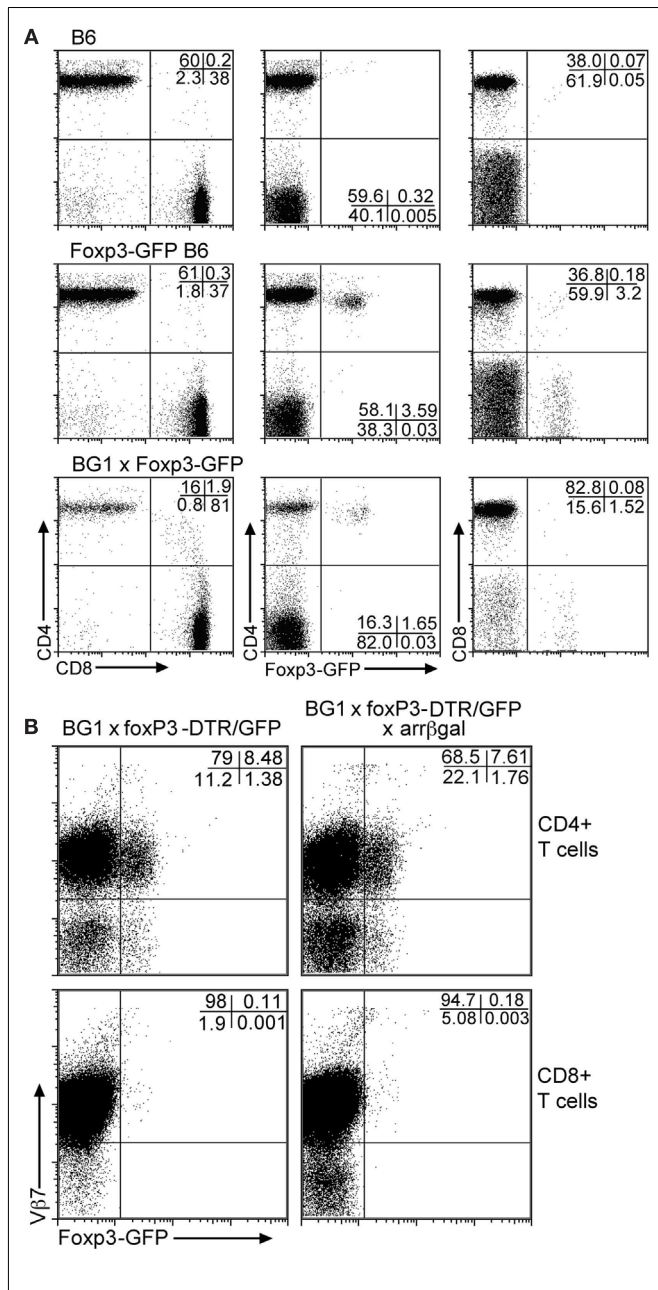 A
B6
60 0.2
2.3 38
59.6 0.32
40.1 0.005
38.0 0.07
61.9 0.05
Foxp3-GFP B6
61 0.3
1.8 37
58.1 3.59
38.3 0.03
36.8 0.18
59.9 3.2
BG1 x Foxp3-GFP
16 1.9
0.8 81
16.3 1.65
82.0 0.03
82.8 0.08
15.6 1.52
CD4
CD8
CD4
Foxp3-GFP
CD8
B
BG1 x foxP3 -DTR/GFP
BG1 x foxP3-DTR/GFP
x arrβgal
79 8.48
11.2 1.38
68.5 7.61
22.1 1.76
CD4+
T cells
98 0.11
1.9 0.001
94.7 0.18
5.08 0.003
CD8+
T cells
Vβ7
Foxp3-GFP